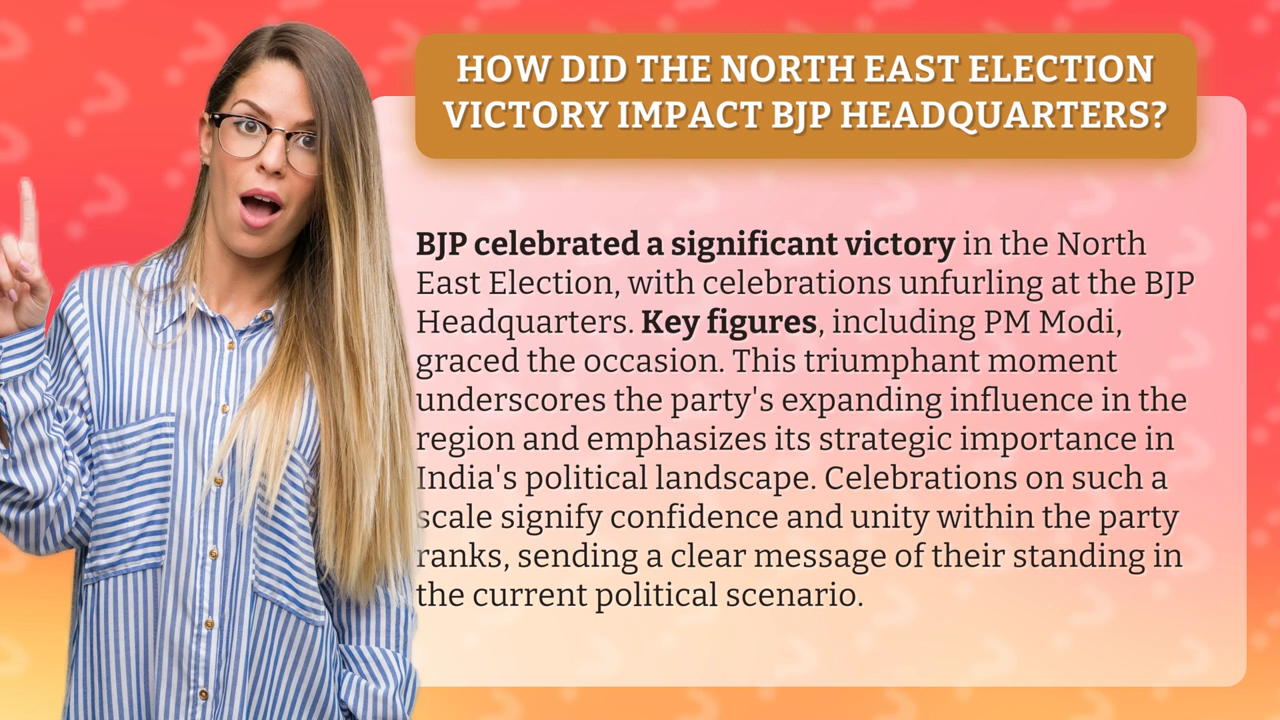 HOW DID THE NORTH EAST ELECTION
VICTORY IMPACT BJP HEADQUARTERS?
BJP celebrated a significant victory in the North
East Election, with celebrations unfurling at the BJP
Headquarters. Key figures, including PM Modi,
graced the occasion. This triumphant moment
underscores the party's expanding influence in the
region and emphasizes its strategic importance in
India's political landscape. Celebrations on such a
scale signify confidence and unity within the party
ranks, sending a clear message of their standing in
the current political scenario.